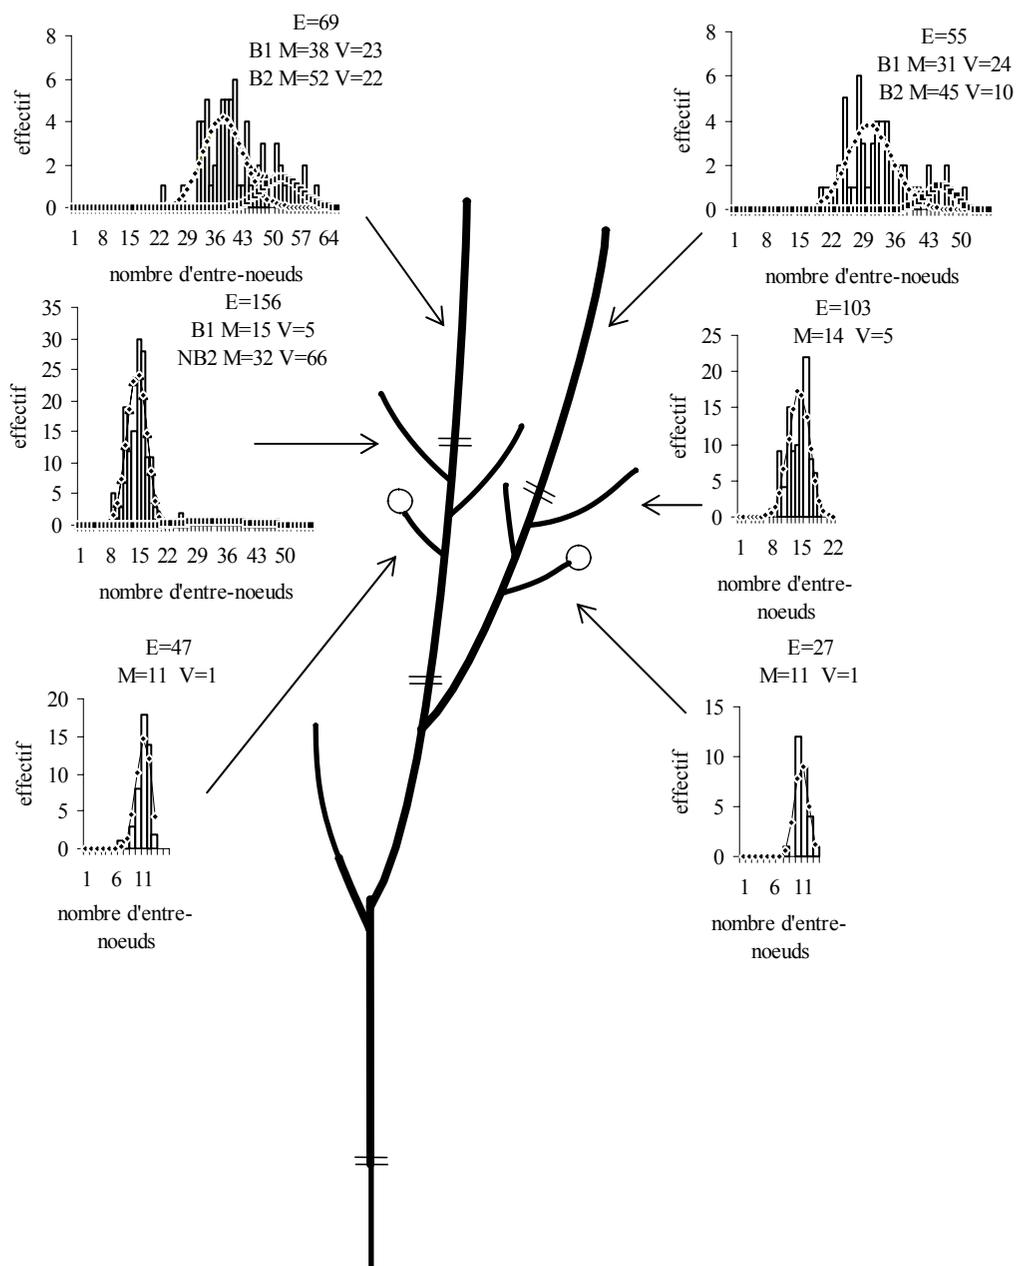 E=69
B1 M=38 V=23
B2 M=52 V=22
8
6
4
2
0
effectif
1 8 15 22 29 36 43 50 57 64
nombre d'entre-noeuds
E=55
B1 M=31 V=24
B2 M=45 V=10
8
6
4
2
0
effectif
1 8 15 22 29 36 43 50
nombre d'entre-noeuds
E=156
B1 M=15 V=5
NB2 M=32 V=66
35
30
25
20
15
10
5
0
effectif
1 8 15 22 29 36 43 50
nombre d'entre-noeuds
E=103
M=14 V=5
25
20
15
10
5
0
effectif
1 8 15 22
nombre d'entre-
noeuds
E=47
M=11 V=1
20
15
10
5
0
effectif
1 6 11
nombre d'entre-
noeuds
E=27
M=11 V=1
15
10
5
0
effectif
1 6 11
nombre d'entre-
noeuds